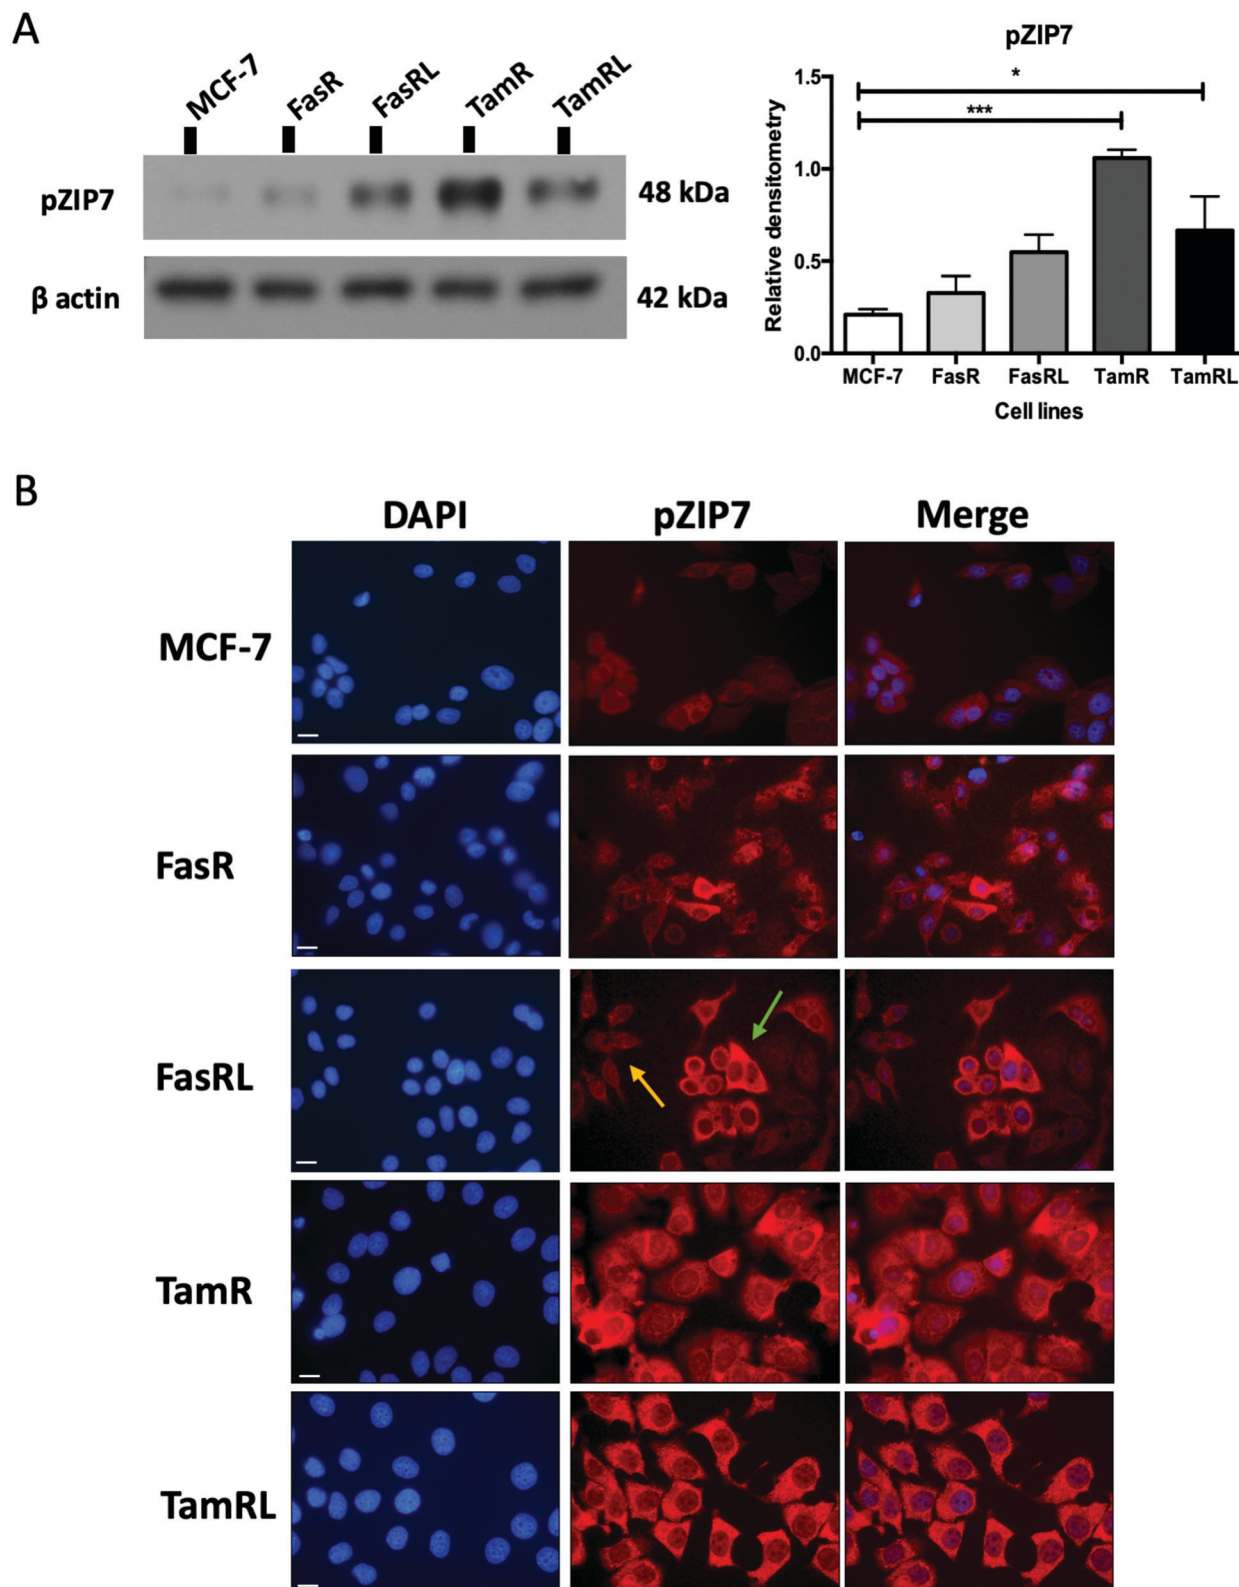 A
MCF-7
FasR
FasRL
TamR
TamRL
pZIP7
48 kDa
β actin
42 kDa
pZIP7
*
***
Relative densitometry
1.5
1.0
0.5
0.0
MCF-7 FasR FasRL TamR TamRL
Cell lines
B
DAPI pZIP7 Merge
MCF-7
FasR
FasRL
TamR
TamRL